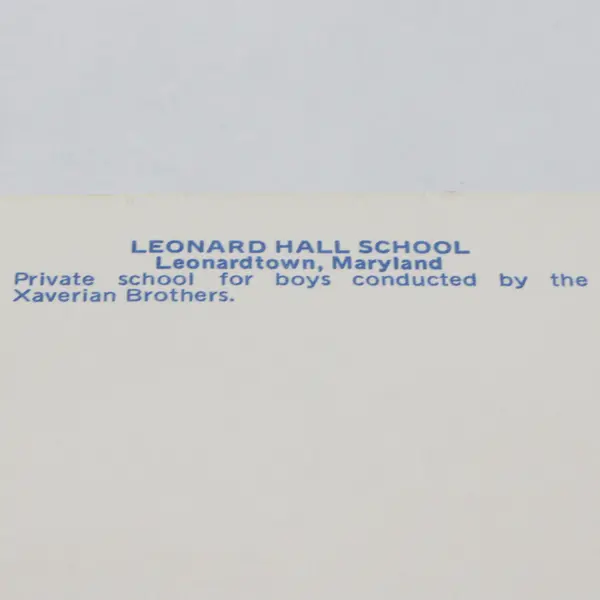 LEONARD HALL SCHOOL
Leonardtown, Maryland
Private school for boys conducted by the
Xaverian Brothers.